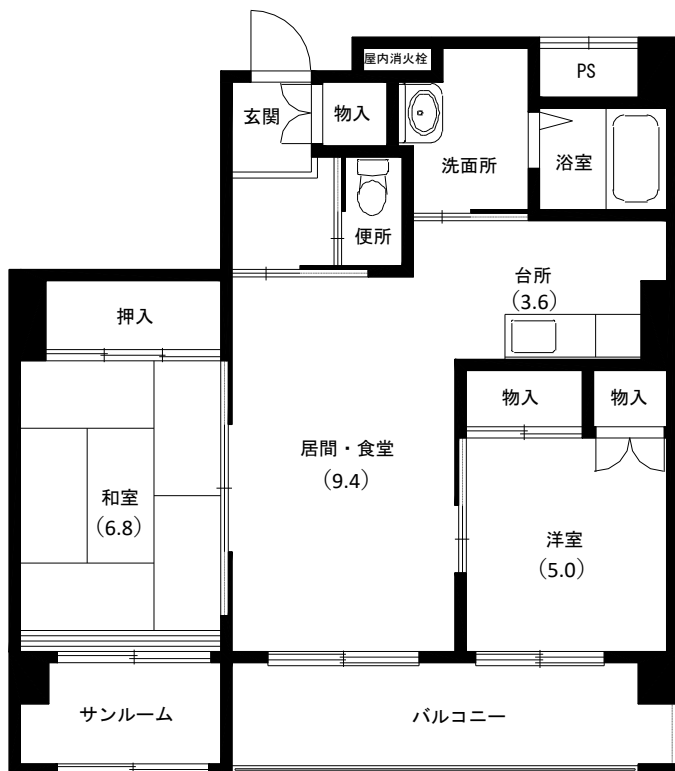 屋内消火栓
PS
玄関
物入
洗面所
浴室
便所
台所
(3.6)
押入
物入
物入
居間・食堂
(9.4)
和室
(6.8)
洋室
(5.0)
サンルーム
バルコニー